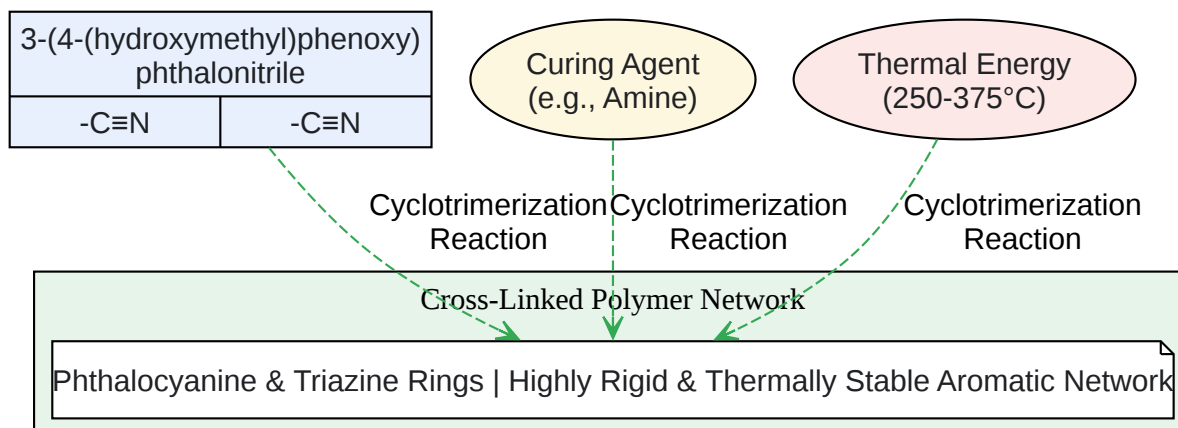 3-(4-(hydroxymethyl)phenoxy)
phthalonitrile
-C≡N
-C≡N
Curing Agent
(e.g., Amine)
Thermal Energy
(250-375°C)
Cyclotrimerization
Reaction
Cyclotrimerization
Reaction
Cyclotrimerization
Reaction
Cross-Linked Polymer Network
Phthalocyanine & Triazine Rings | Highly Rigid & Thermally Stable Aromatic Network